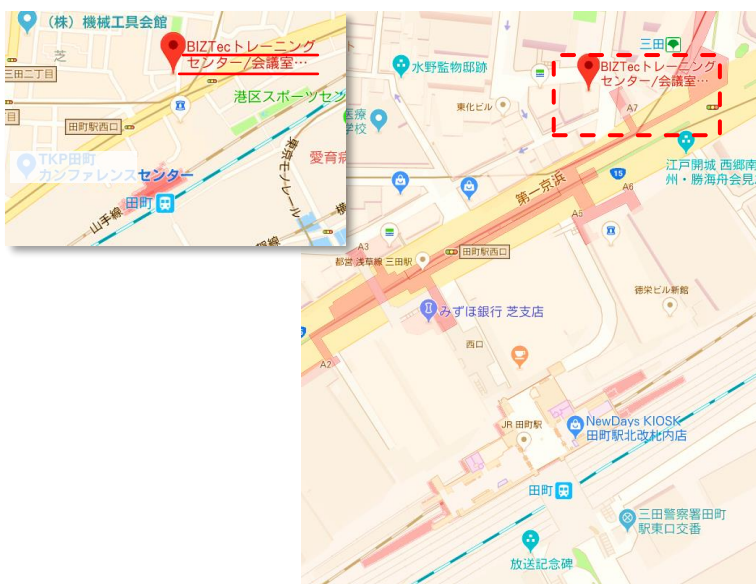 （株）機械工具会館
芝
三田二丁目
BIZTecトレーニング
センター/会議室…
港区スポーツセン
目
田町駅西口
TKP田町
カンファレンスセンター
愛育病
東京モノレール
田町
山手線
三田
水野監物邸跡
BIZTecトレーニング
センター/会議室…
東化ビル
A7
医療
学校
江戸開城 西郷南
州・勝海舟会見
15
第一京浜
A6
A5
A3
都営 浅草線 三田駅
田町駅西口
徳栄ビル新館
みずほ銀行 芝支店
西口
A2
JR 田町駅
NewDays KIOSK
田町駅北改札内店
田町
三田警察署田町
駅東口交番
放送記念碑